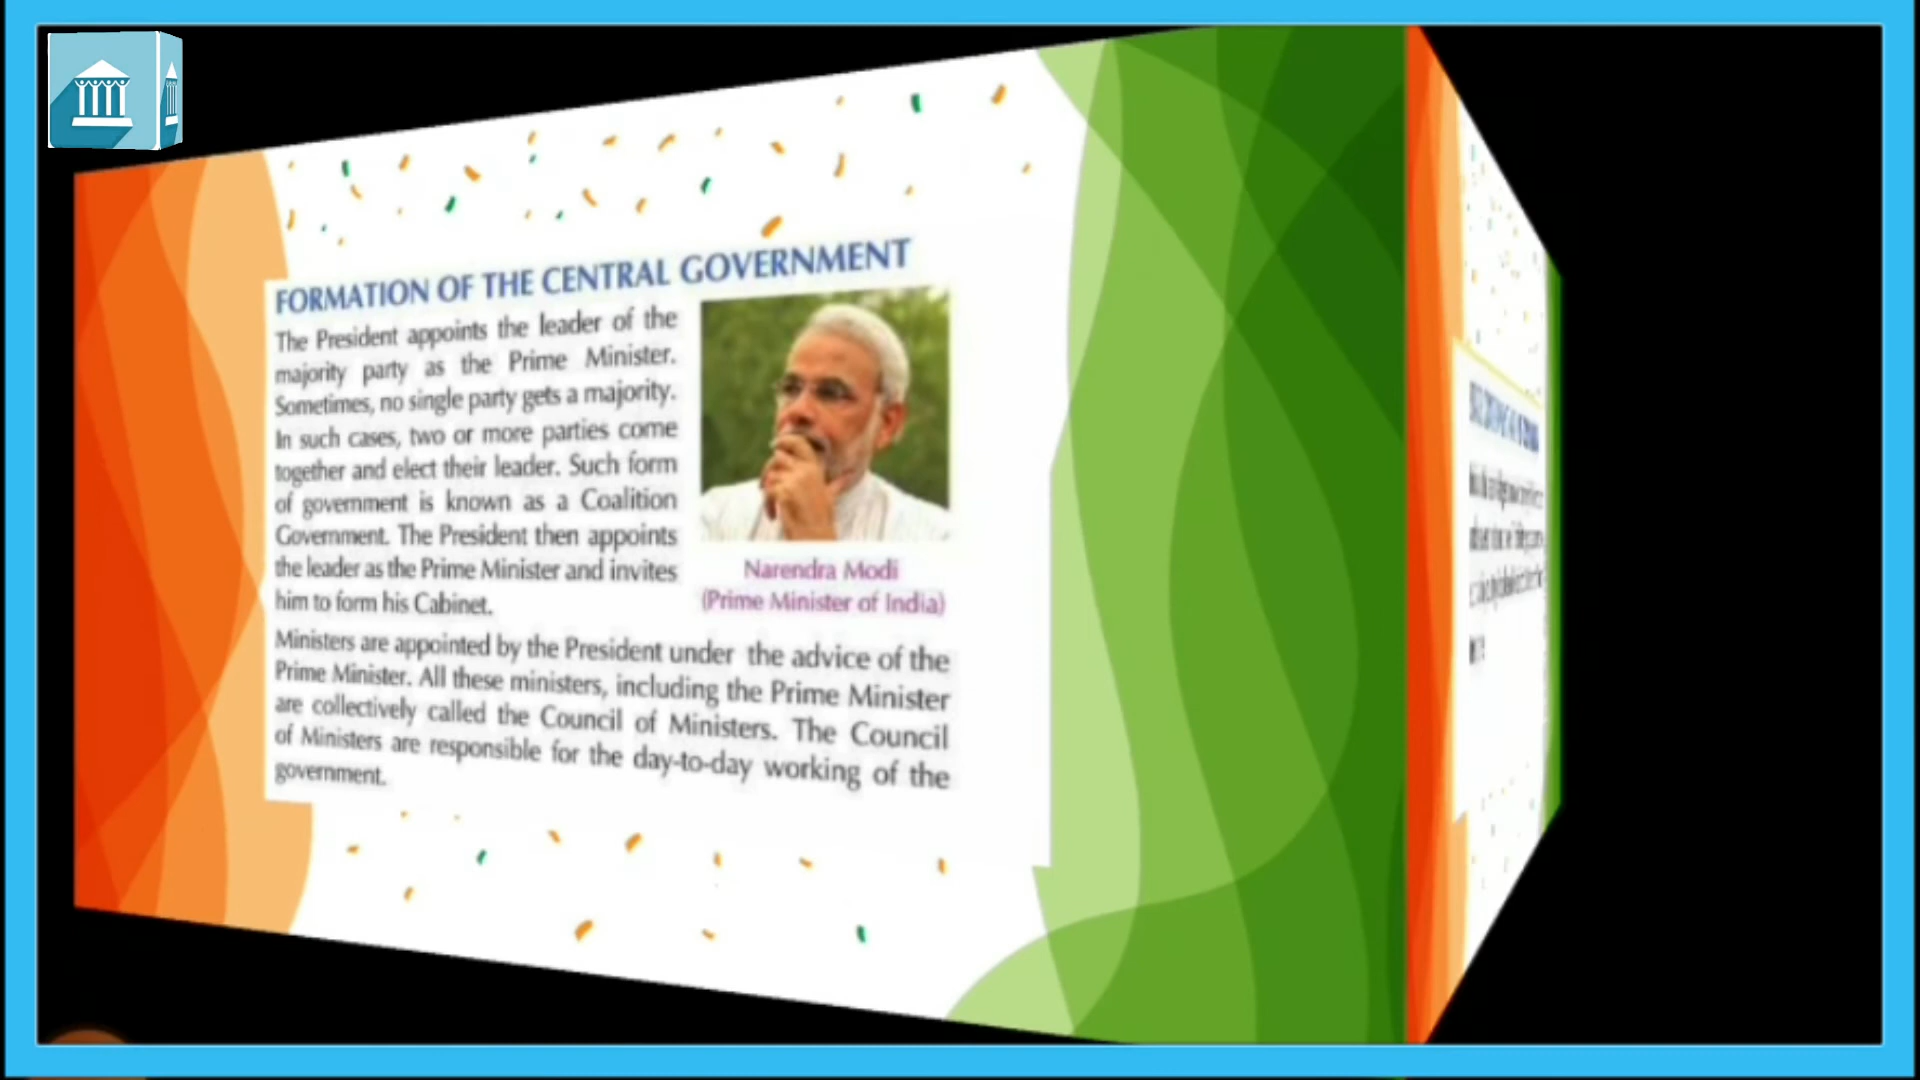 FORMATION OF THE CENTRAL GOVERNMENT
The President appoints the leader of the
majority party as the Prime Minister.
Sometimes, no single party gets a majority.
In such cases, two or more parties come
together and elect their leader. Such form
of government is known as a Coalition
Government. The President then appoints
the leader as the Prime Minister and invites
him to form his Cabinet.
Narendra Modi
(Prime Minister of India)
Ministers are appointed by the President under the advice of the
Prime Minister. All these ministers, including the Prime Minister
are collectively called the Council of Ministers. The Council
of Ministers are responsible for the day-to-day working of the
government.